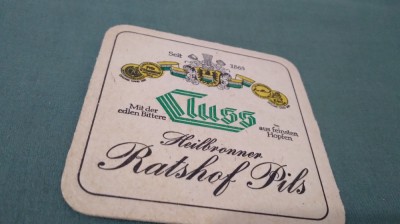 Seit 1865
Cluss
Mit der
edlen Bittere
aus feinsten
Hopfen.
Heilbronner
Ratshof Pils